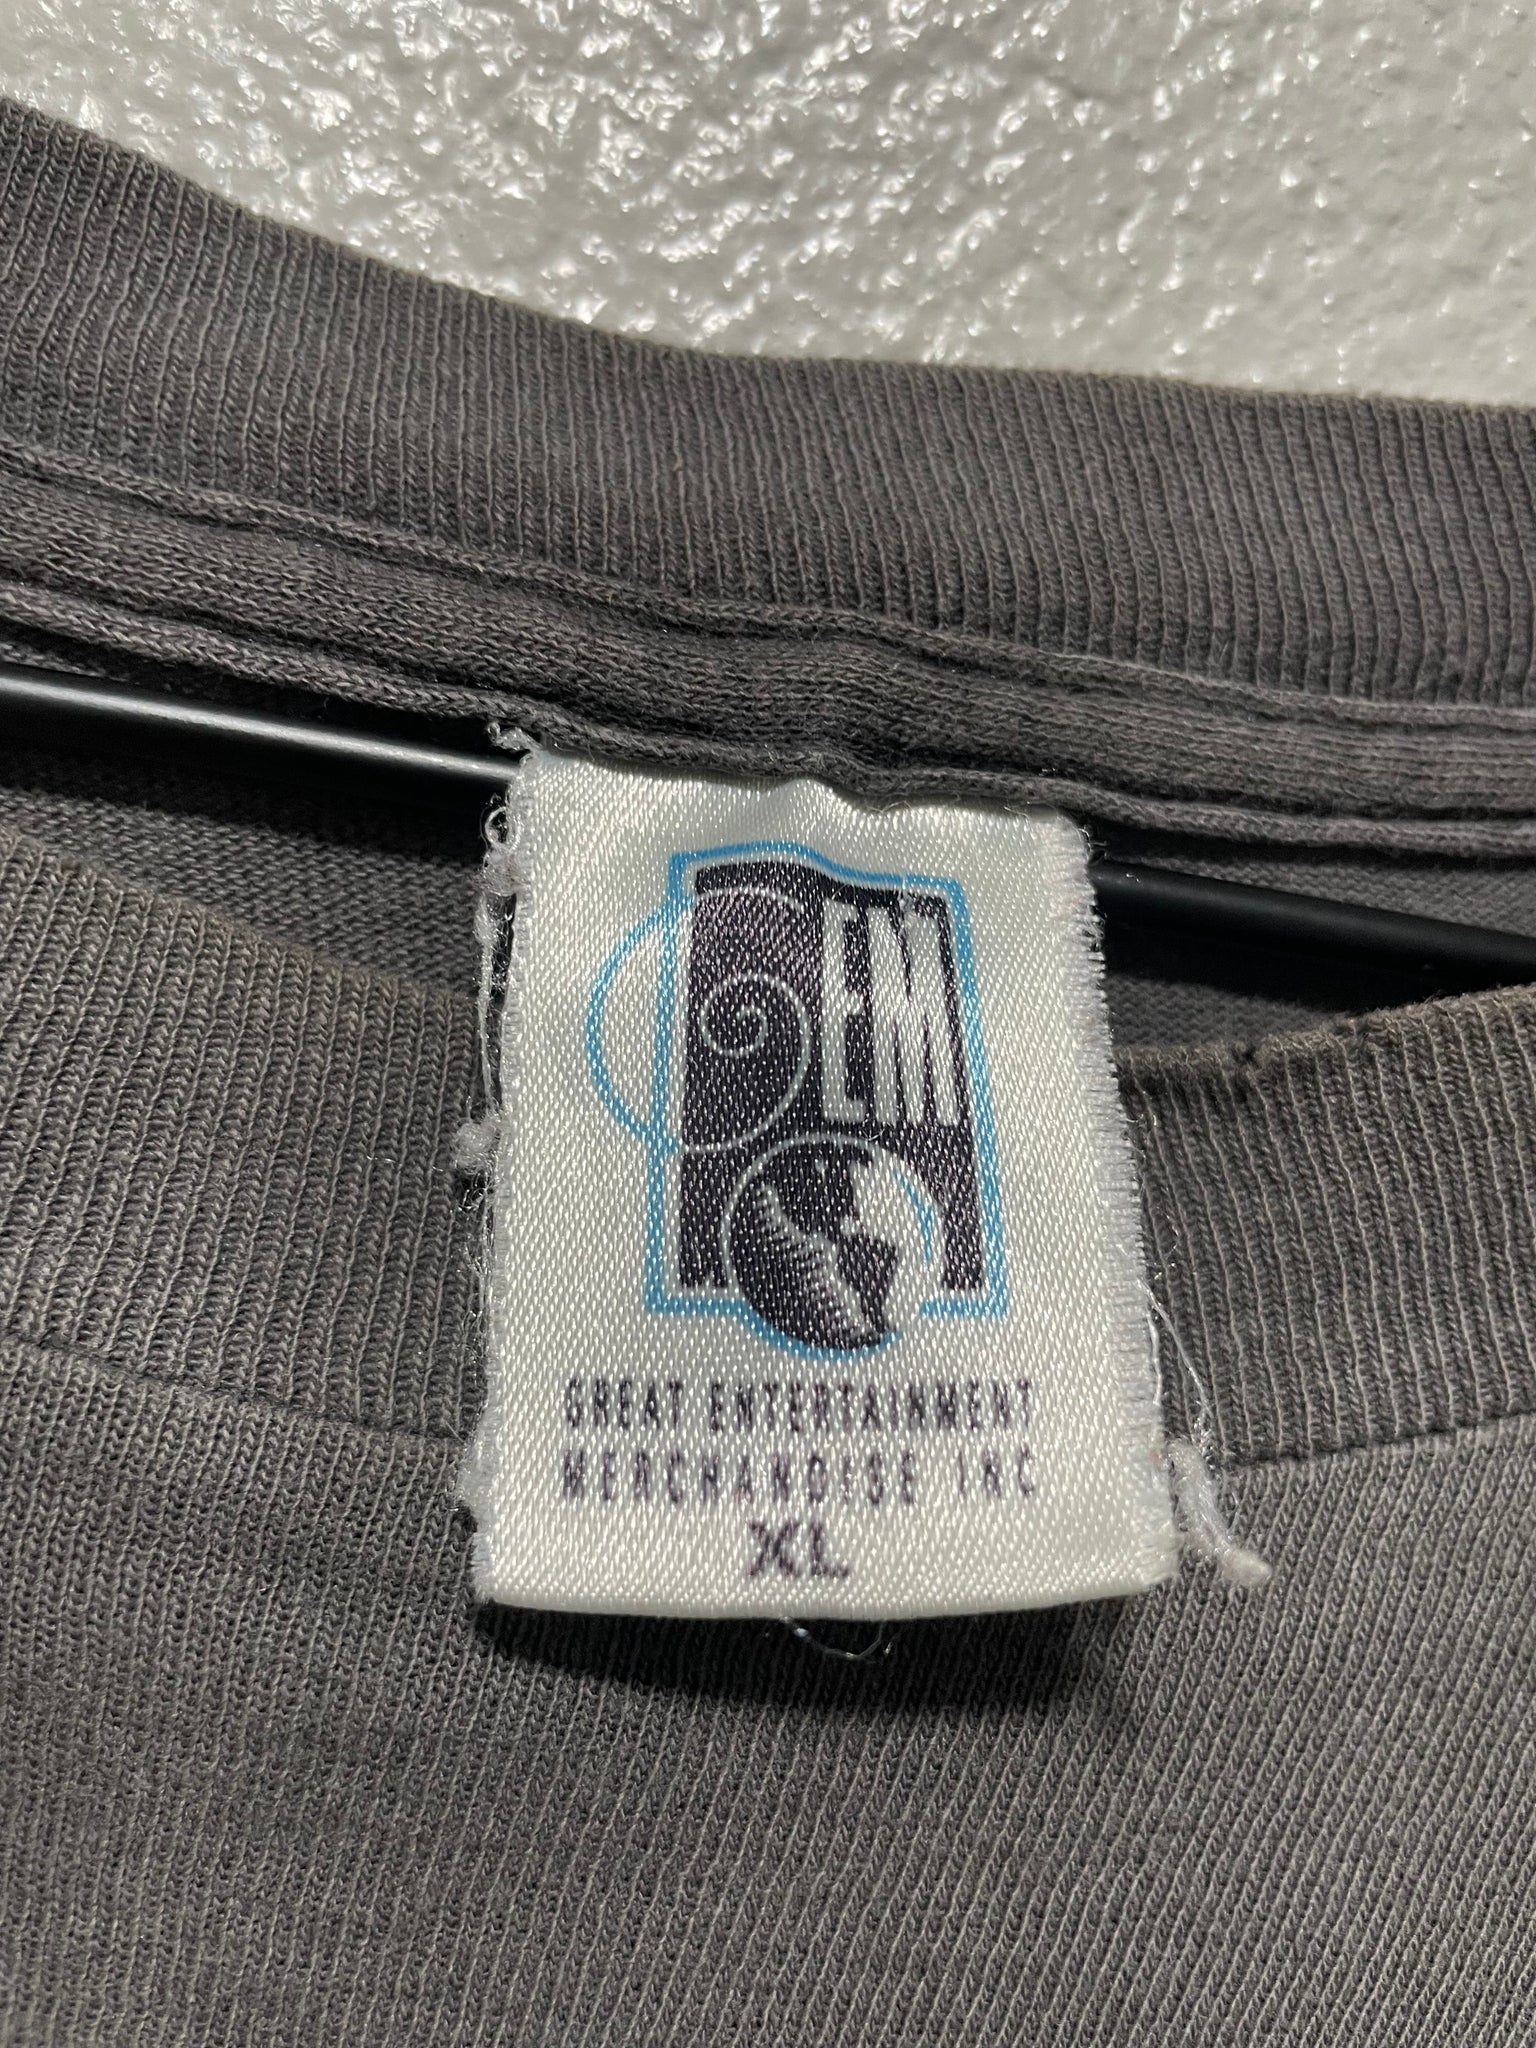 GEM
GREAT ENTERTAINMENT
MERCHANDISE INC
XL